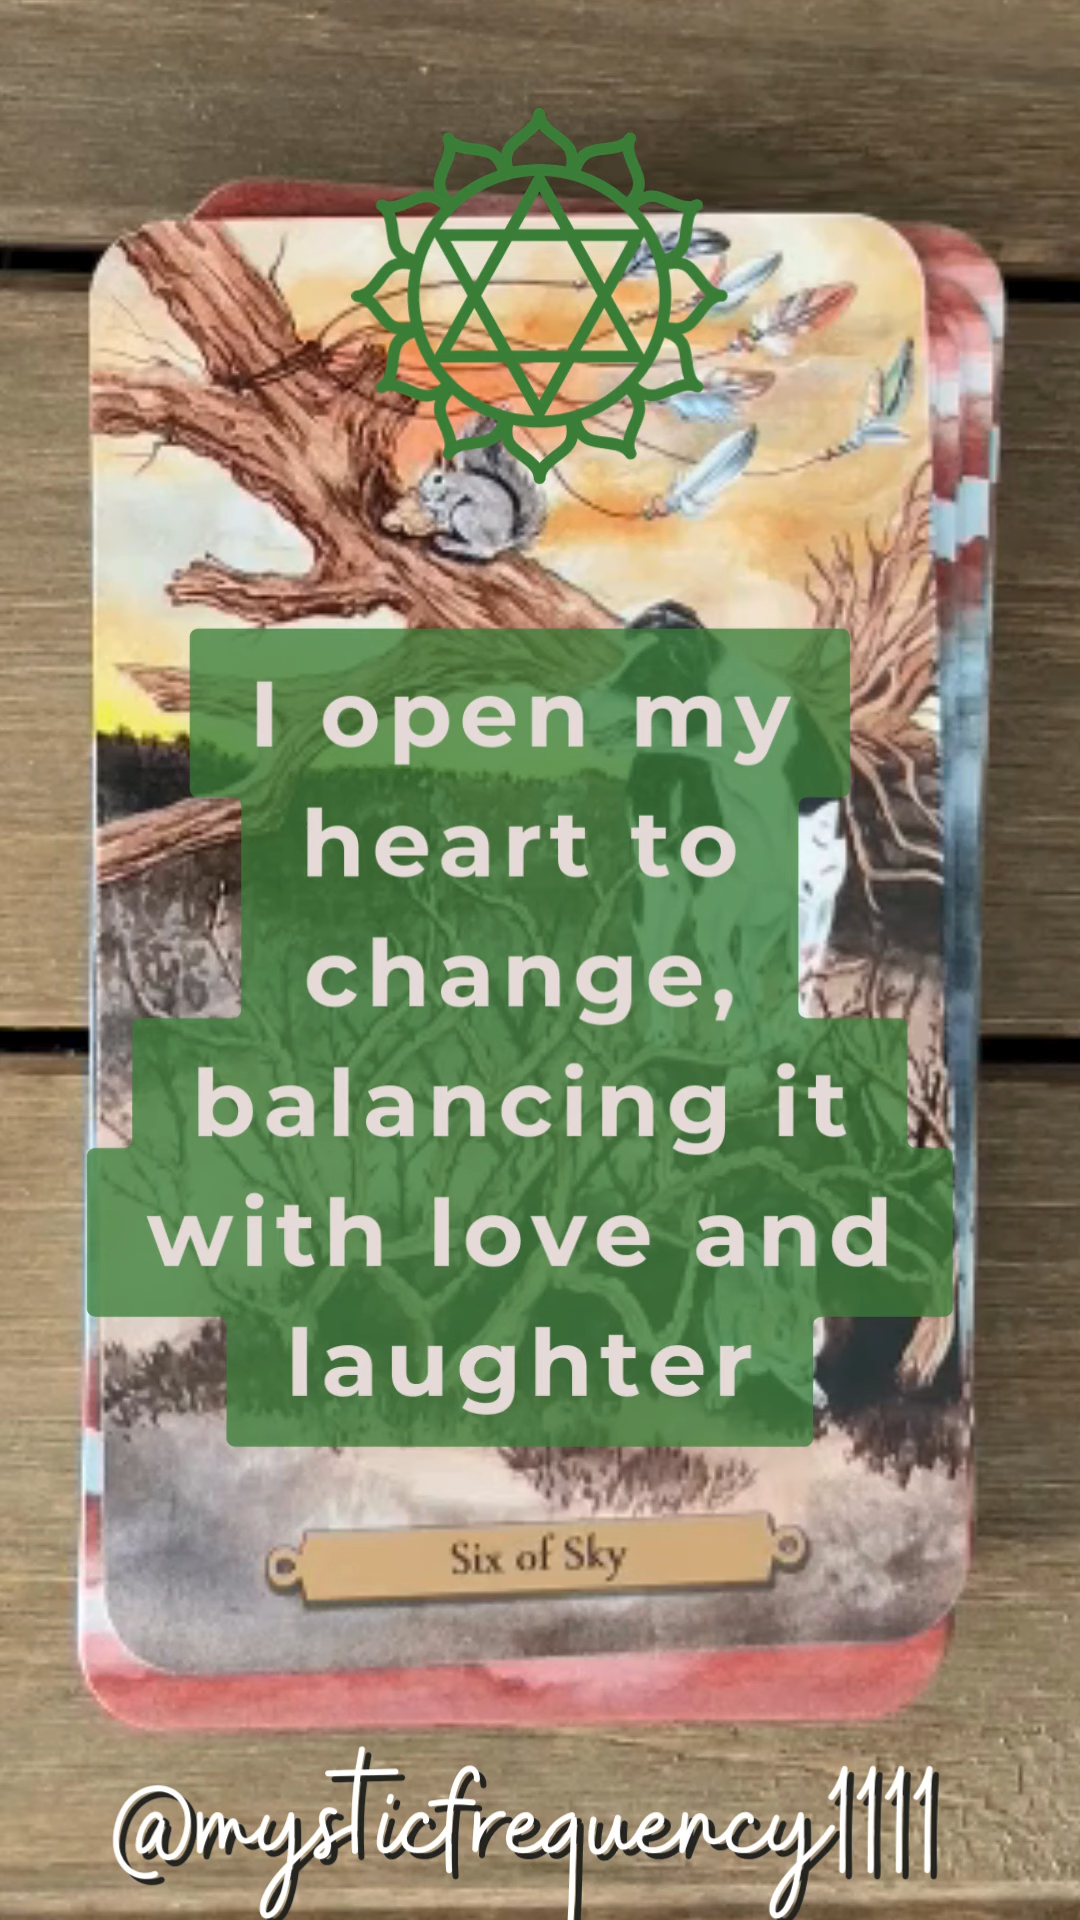 I open my
heart to
change,
balancing it
with love and
laughter
Six of Sky
@mysticfrequency1111